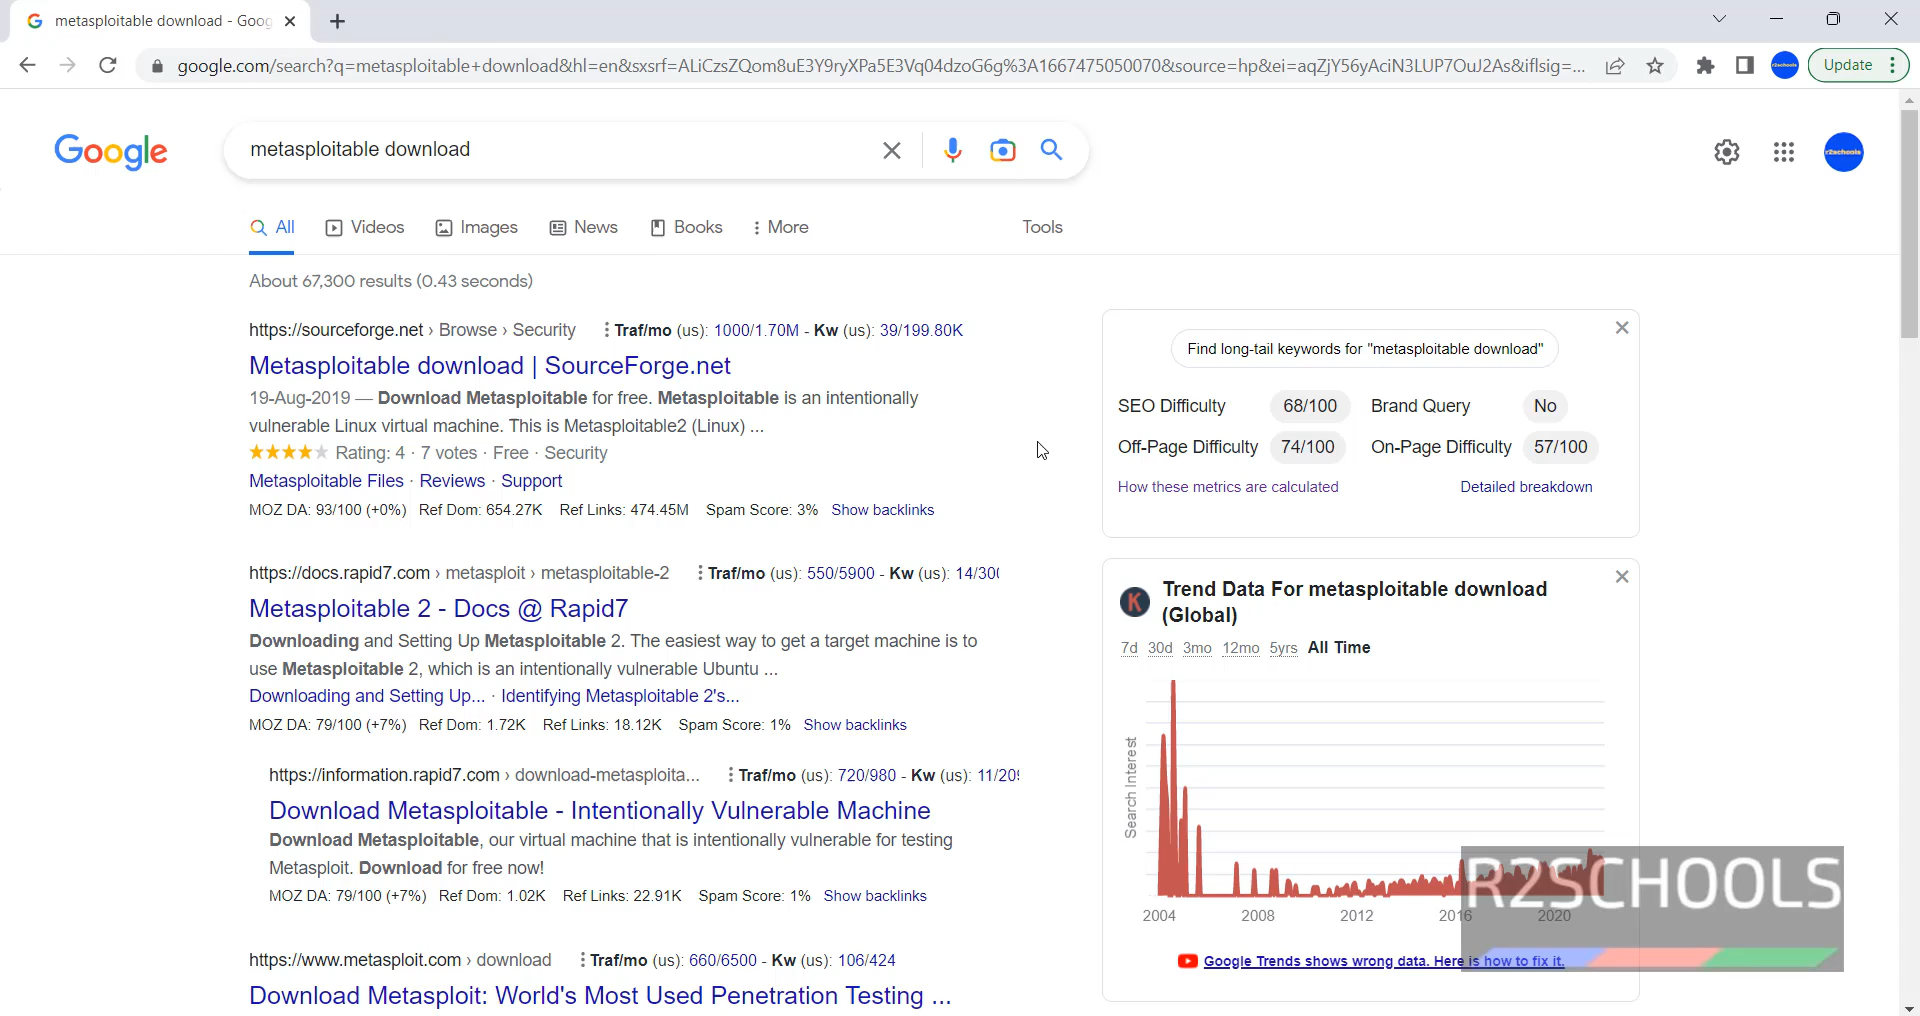 metasploitable download - Goog
google.com/search?q=metasploitable+download&hl=en&sxsrf=ALiCzsZQom8uE3Y9ryXPa5E3Vq04dzoG6g%3A1667475050070&source=hp&ei=aqZjY56yAciN3LUP7OuJ2As&iflsig=...
Update
Google
metasploitable download
r2schools
All
Videos
Images
News
Books
More
Tools
About 67,300 results (0.43 seconds)
https://sourceforge.net › Browse › Security
Traf/mo (us): 1000/1.70M - Kw (us): 39/199.80K
Metasploitable download | SourceForge.net
19-Aug-2019 — Download Metasploitable for free. Metasploitable is an intentionally
vulnerable Linux virtual machine. This is Metasploitable2 (Linux) ...
Rating: 4 · 7 votes · Free · Security
Metasploitable Files · Reviews · Support
MOZ DA: 93/100 (+0%) Ref Dom: 654.27K Ref Links: 474.45M Spam Score: 3% Show backlinks
https://docs.rapid7.com › metasploit › metasploitable-2
Traf/mo (us): 550/5900 - Kw (us): 14/300
Metasploitable 2 - Docs @ Rapid7
Downloading and Setting Up Metasploitable 2. The easiest way to get a target machine is to
use Metasploitable 2, which is an intentionally vulnerable Ubuntu ...
Downloading and Setting Up... · Identifying Metasploitable 2's...
MOZ DA: 79/100 (+7%) Ref Dom: 1.72K Ref Links: 18.12K Spam Score: 1% Show backlinks
https://information.rapid7.com › download-metasploita...
Traf/mo (us): 720/980 - Kw (us): 11/209
Download Metasploitable - Intentionally Vulnerable Machine
Download Metasploitable, our virtual machine that is intentionally vulnerable for testing
Metasploit. Download for free now!
MOZ DA: 79/100 (+7%) Ref Dom: 1.02K Ref Links: 22.91K Spam Score: 1% Show backlinks
https://www.metasploit.com › download
Traf/mo (us): 660/6500 - Kw (us): 106/424
Download Metasploit: World's Most Used Penetration Testing ...
Find long-tail keywords for "metasploitable download"
SEO Difficulty 68/100 Brand Query No
Off-Page Difficulty 74/100 On-Page Difficulty 57/100
How these metrics are calculated Detailed breakdown
K
Trend Data For metasploitable download
(Global)
7d 30d 3mo 12mo 5yrs All Time
Search Interest
2004 2008 2012 2016 2020
Google Trends shows wrong data. Here is how to fix it.
R2SCHOOLS